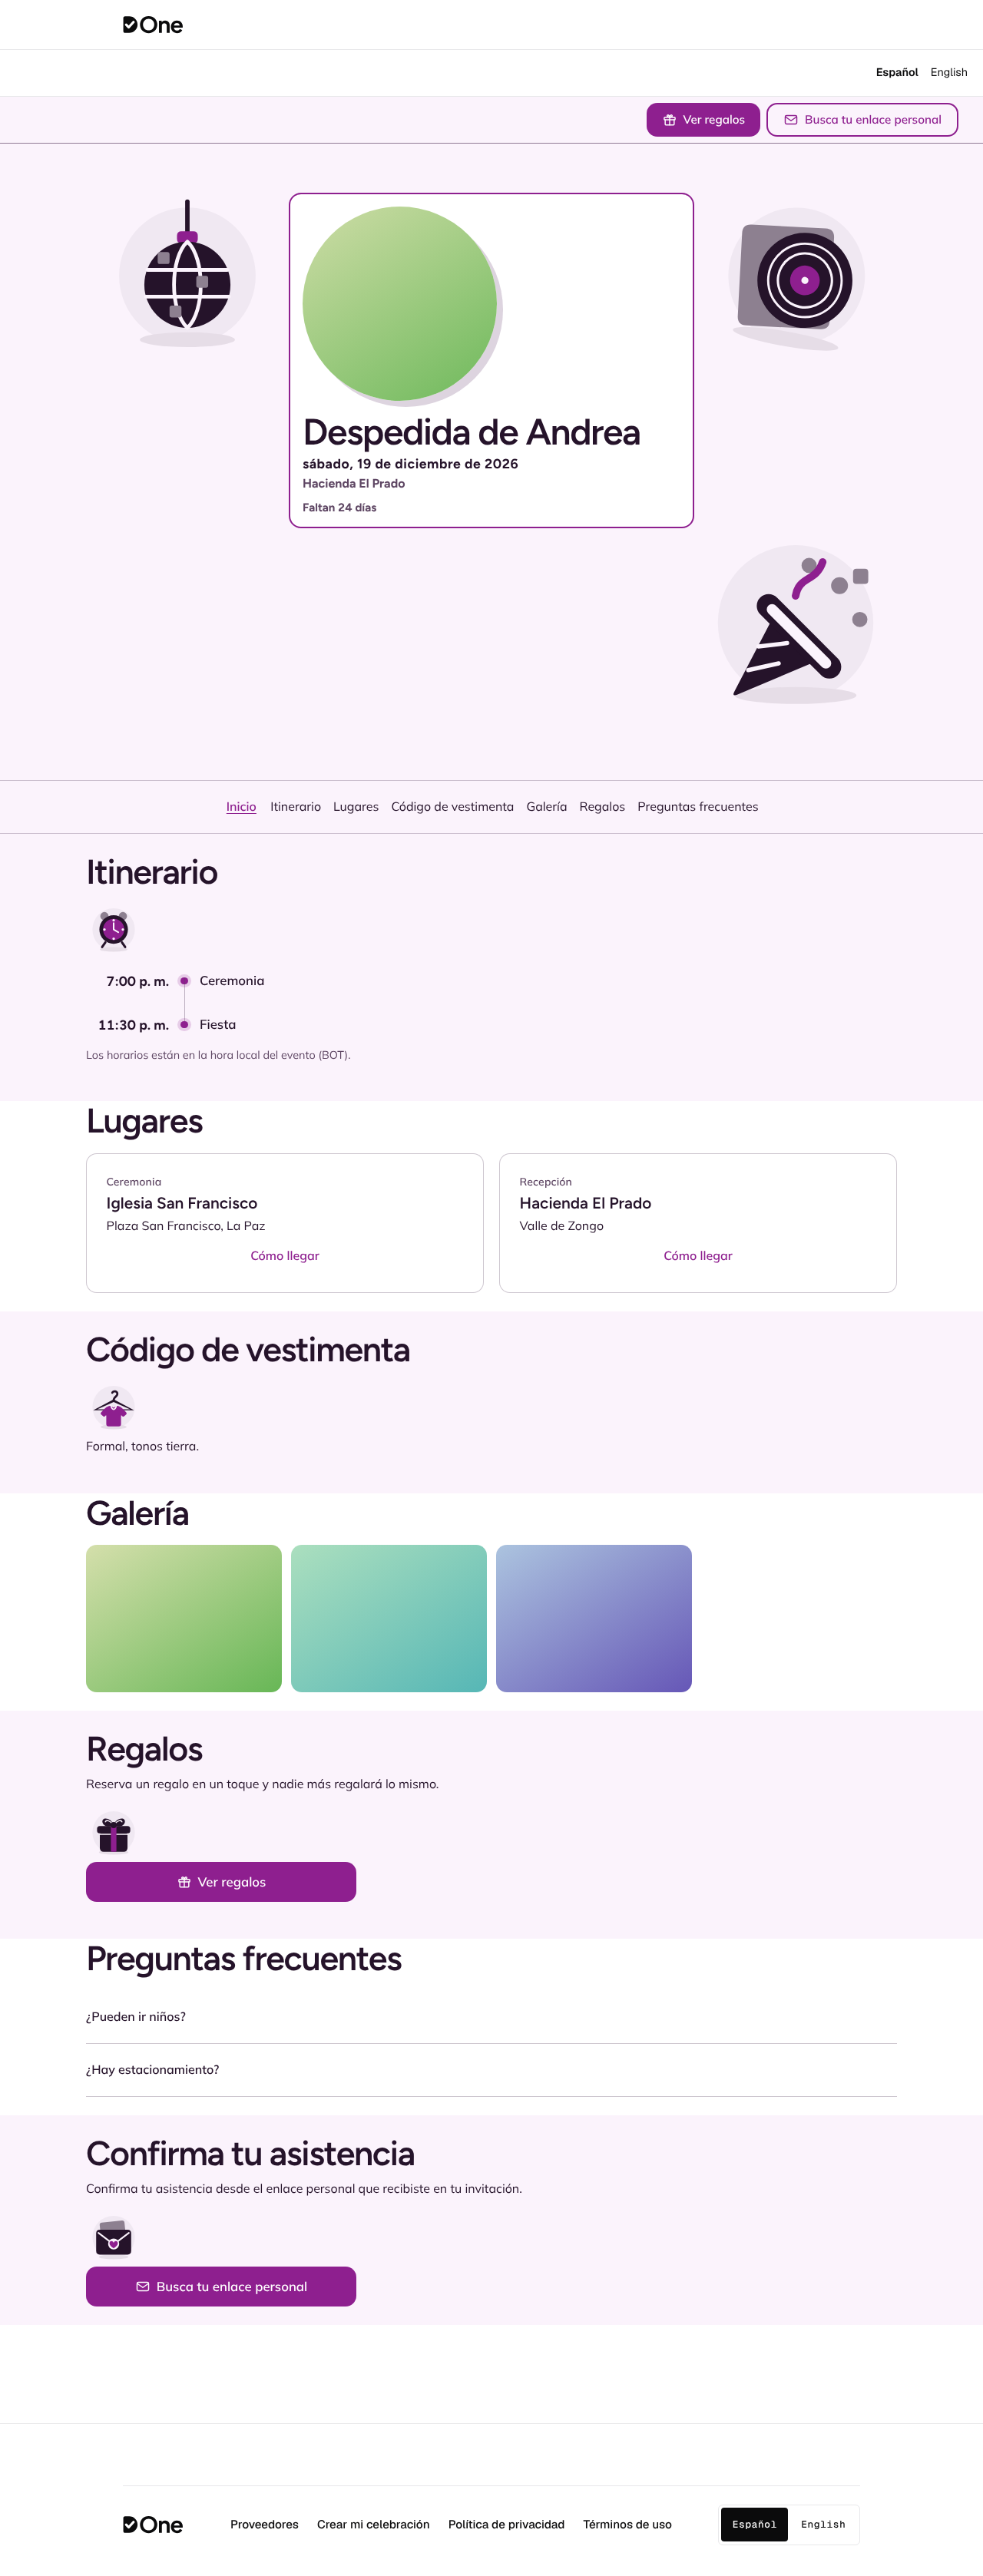 One
Español English
Ver regalos Busca tu enlace personal
Despedida de Andrea
sábado, 19 de diciembre de 2026
Hacienda El Prado
Faltan 24 días
Inicio Itinerario Lugares Código de vestimenta Galería Regalos Preguntas frecuentes
Itinerario
7:00 p. m. Ceremonia
11:30 p. m. Fiesta
Los horarios están en la hora local del evento (BOT).
Lugares
Ceremonia
Iglesia San Francisco
Plaza San Francisco, La Paz
Cómo llegar
Recepción
Hacienda El Prado
Valle de Zongo
Cómo llegar
Código de vestimenta
Formal, tonos tierra.
Galería
Regalos
Reserva un regalo en un toque y nadie más regalará lo mismo.
Ver regalos
Preguntas frecuentes
¿Pueden ir niños?
¿Hay estacionamiento?
Confirma tu asistencia
Confirma tu asistencia desde el enlace personal que recibiste en tu invitación.
Busca tu enlace personal
One Proveedores Crear mi celebración Política de privacidad Términos de uso Español English